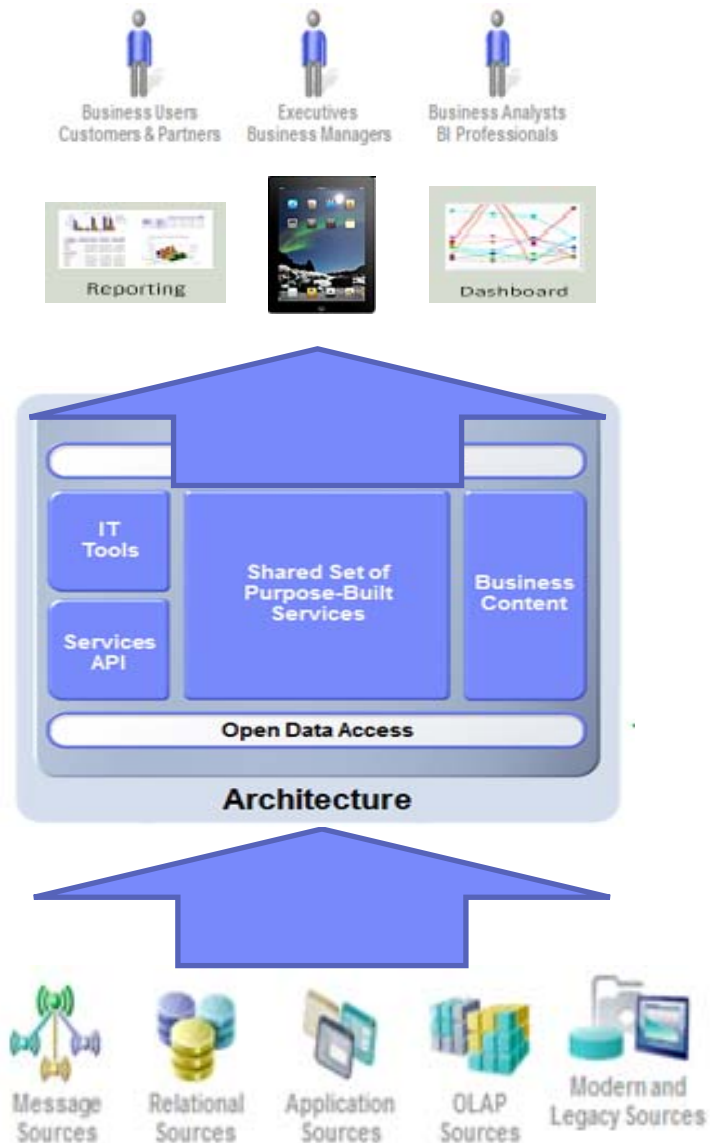 Business Users
Customers & Partners
Executives
Business Managers
Business Analysts
BI Professionals
Reporting
Dashboard
IT
Tools
Services
API
Shared Set of
Purpose-Built
Services
Business
Content
Open Data Access
Architecture
Message
Sources
Relational
Sources
Application
Sources
OLAP
Sources
Modern and
Legacy Sources